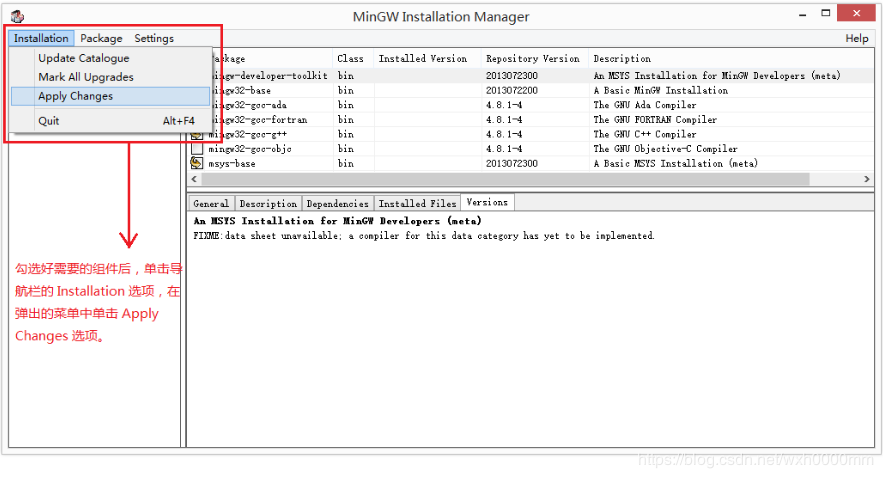 MinGW Installation Manager
Installation Package Settings Help
Update Catalogue
Mark All Upgrades
Apply Changes
Quit Alt+F4
Class Installed Version Repository Version Description
mingw-developer-toolkit bin 2013072300 An MSYS Installation for MinGW Developers (meta)
mingw32-base bin 2013072200 A Basic MinGW Installation
mingw32-gcc-ada bin 4.8.1-4 The GNU Ada Compiler
mingw32-gcc-fortran bin 4.8.1-4 The GNU FORTRAN Compiler
mingw32-gcc-g++ bin 4.8.1-4 The GNU C++ Compiler
mingw32-gcc-objc bin 4.8.1-4 The GNU Objective-C Compiler
msys-base bin 2013072300 A Basic MSYS Installation (meta)
General Description Dependencies Installed Files Versions
An MSYS Installation for MinGW Developers (meta)
FIXME:data sheet unavailable; a compiler for this data category has yet to be implemented.
勾选好需要的组件后，单击导
航栏的 Installation 选项，在
弹出的菜单中单击 Apply
Changes 选项。
https://blog.csdn.net/wxh0000mm